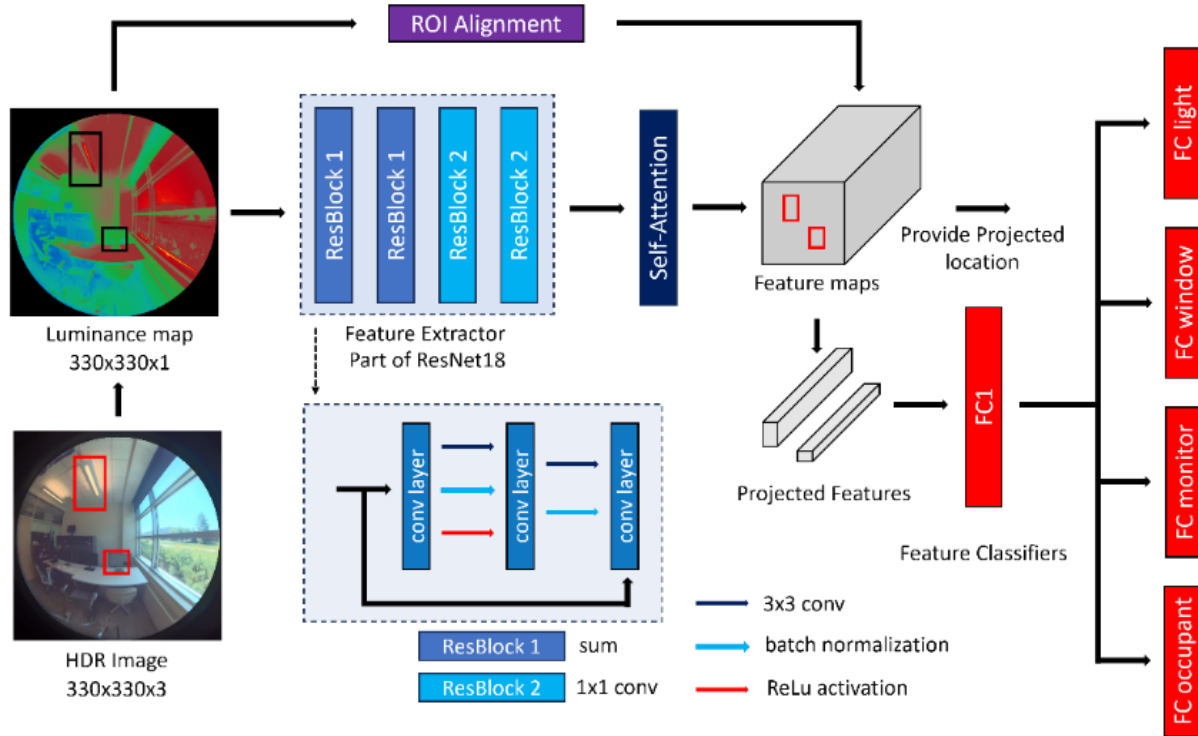 ROI Alignment
ResBlock 1
ResBlock 1
ResBlock 2
ResBlock 2
Self-Attention
Luminance map
330x330x1
Feature Extractor
Part of ResNet18
Feature maps
Provide Projected
location
HDR Image
330x330x3
conv layer
conv layer
conv layer
ResBlock 1
sum
ResBlock 2
1x1 conv
3x3 conv
batch normalization
ReLu activation
Projected Features
FC1
Feature Classifiers
FC light
FC window
FC monitor
FC occupant